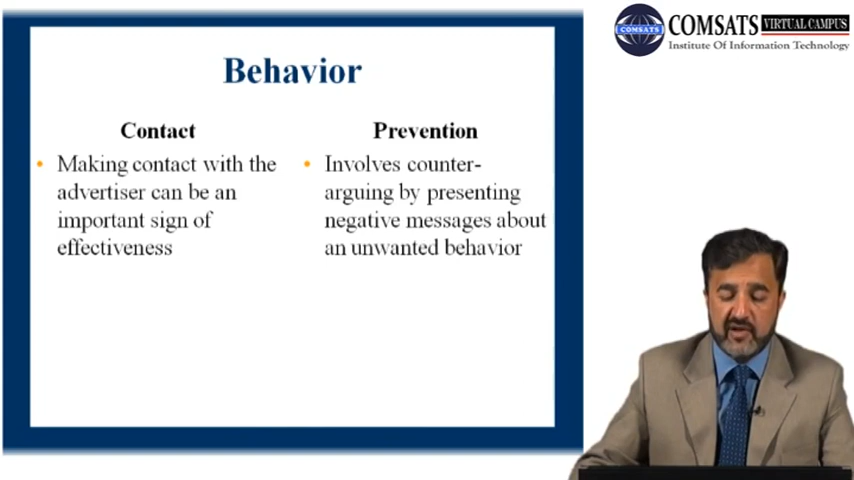 COMSATS VIRTUAL CAMPUS
COMSATS
Institute Of Information Technology
Behavior
Contact
• Making contact with the
advertiser can be an
important sign of
effectiveness
Prevention
• Involves counter-
arguing by presenting
negative messages about
an unwanted behavior